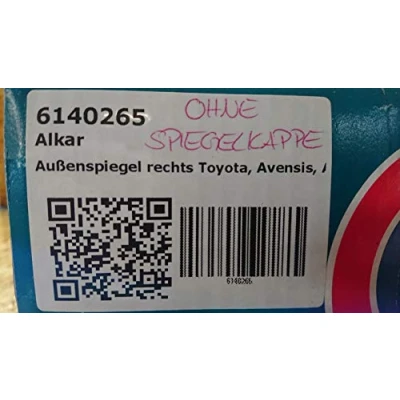 6140265 OHNE
Alkar SPIEGELKAPPE
Außenspiegel rechts Toyota, Avensis,
6140265